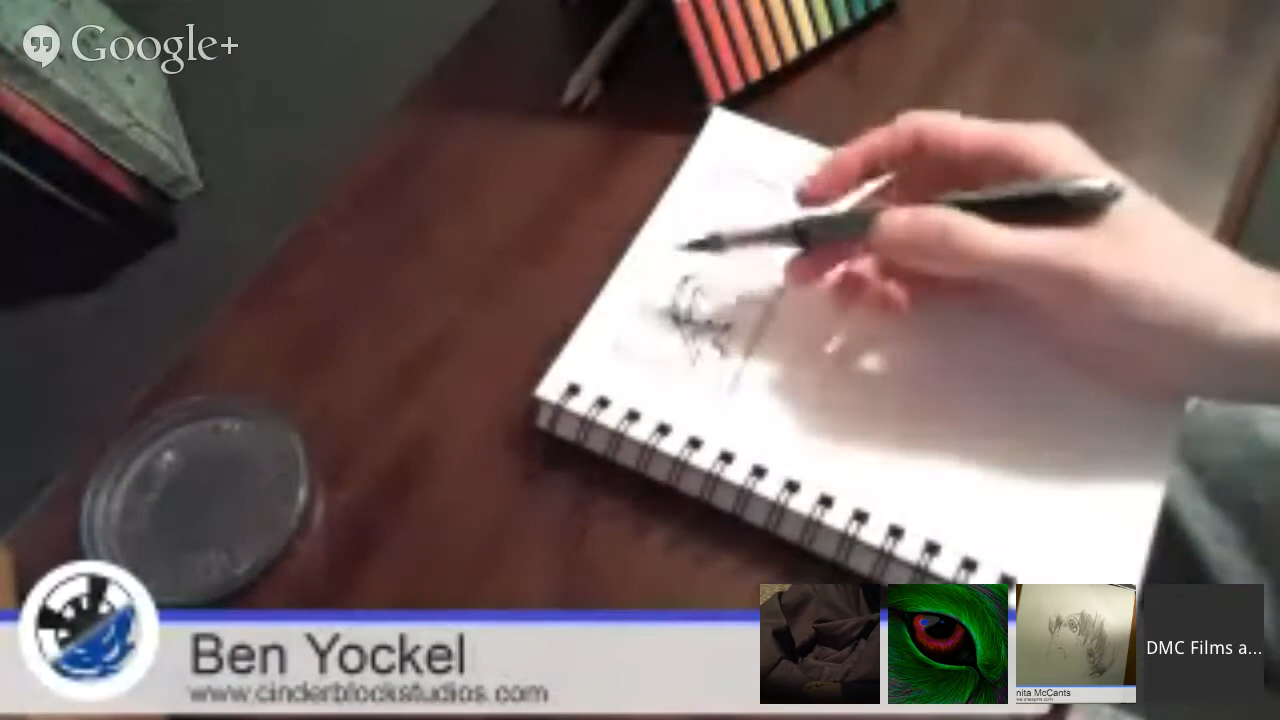 Google+
Ben Yockel
www.cinderblockstudios.com
nita McCants
DMC Films a...